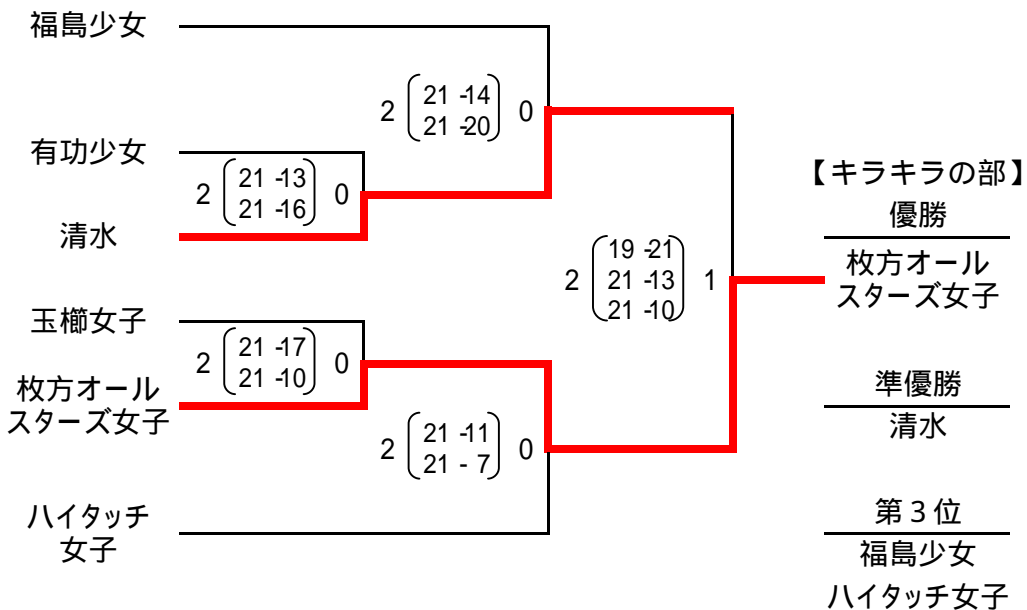 福島少女
2 21 -14 0
21 -20
有功少女
2 21 -13 0
21 -16
清水
2 19 -21 1
21 -13
21 -10
玉櫛女子
2 21 -17 0
21 -10
枚方オール
スターズ女子
2 21 -11 0
21 - 7
ハイタッチ
女子
【キラキラの部】
優勝
枚方オール
スターズ女子
準優勝
清水
第3位
福島少女
ハイタッチ女子